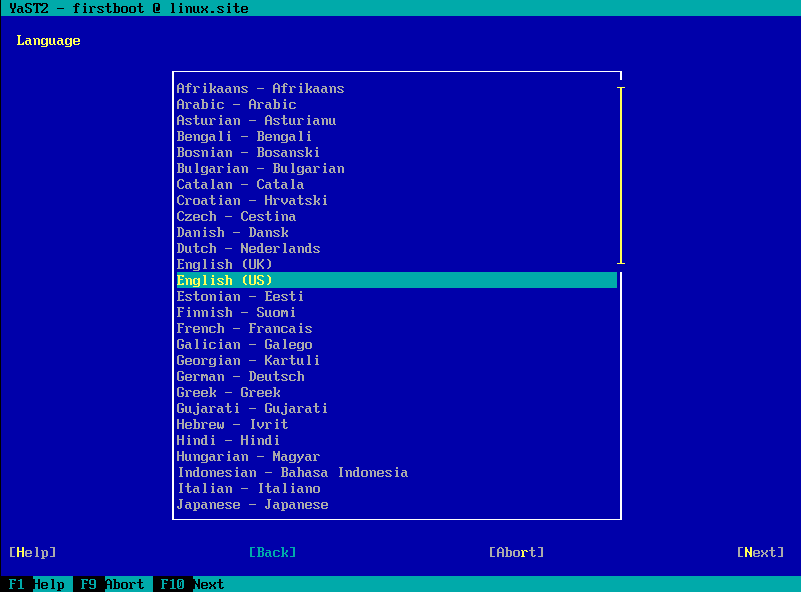 YaST2 - firstboot @ linux.site
Language
Afrikaans - Afrikaans
Arabic - Arabic
Asturian - Asturianu
Bengali - Bengali
Bosnian - Bosanski
Bulgarian - Bulgarian
Catalan - Catala
Croatian - Hrvatski
Czech - Cestina
Danish - Dansk
Dutch - Nederlands
English (UK)
English (US)
Estonian - Eesti
Finnish - Suomi
French - Francais
Galician - Galego
Georgian - Kartuli
German - Deutsch
Greek - Greek
Gujarati - Gujarati
Hebrew - Ivrit
Hindi - Hindi
Hungarian - Magyar
Indonesian - Bahasa Indonesia
Italian - Italiano
Japanese - Japanese
[Help] [Back] [Abort] [Next]
F1 Help F9 Abort F10 Next